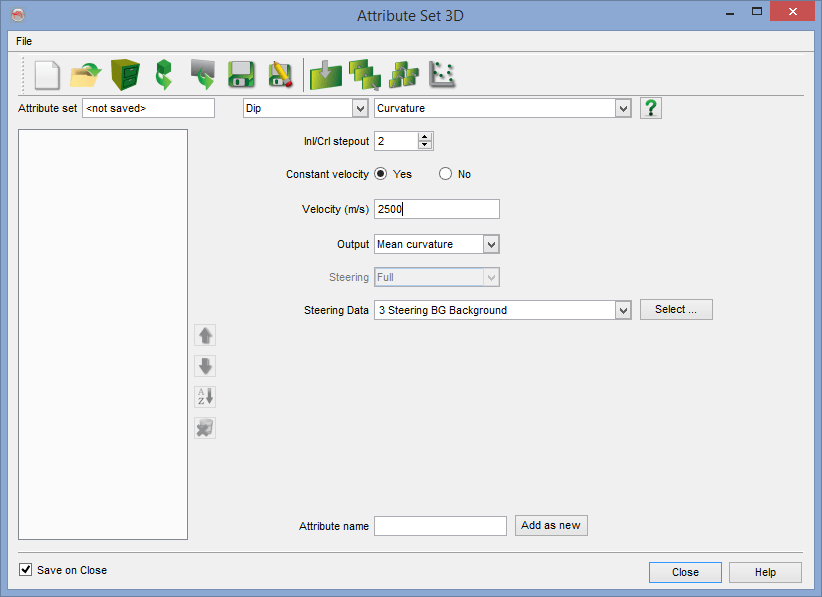 Attribute Set 3D
File
Attribute set <not saved> Dip Curvature ?
Inl/Crl stepout 2
Constant velocity Yes No
Velocity (m/s) 2500
Output Mean curvature
Steering Full
Steering Data 3 Steering BG Background Select ...
A
Z
Attribute name Add as new
Save on Close
Close Help